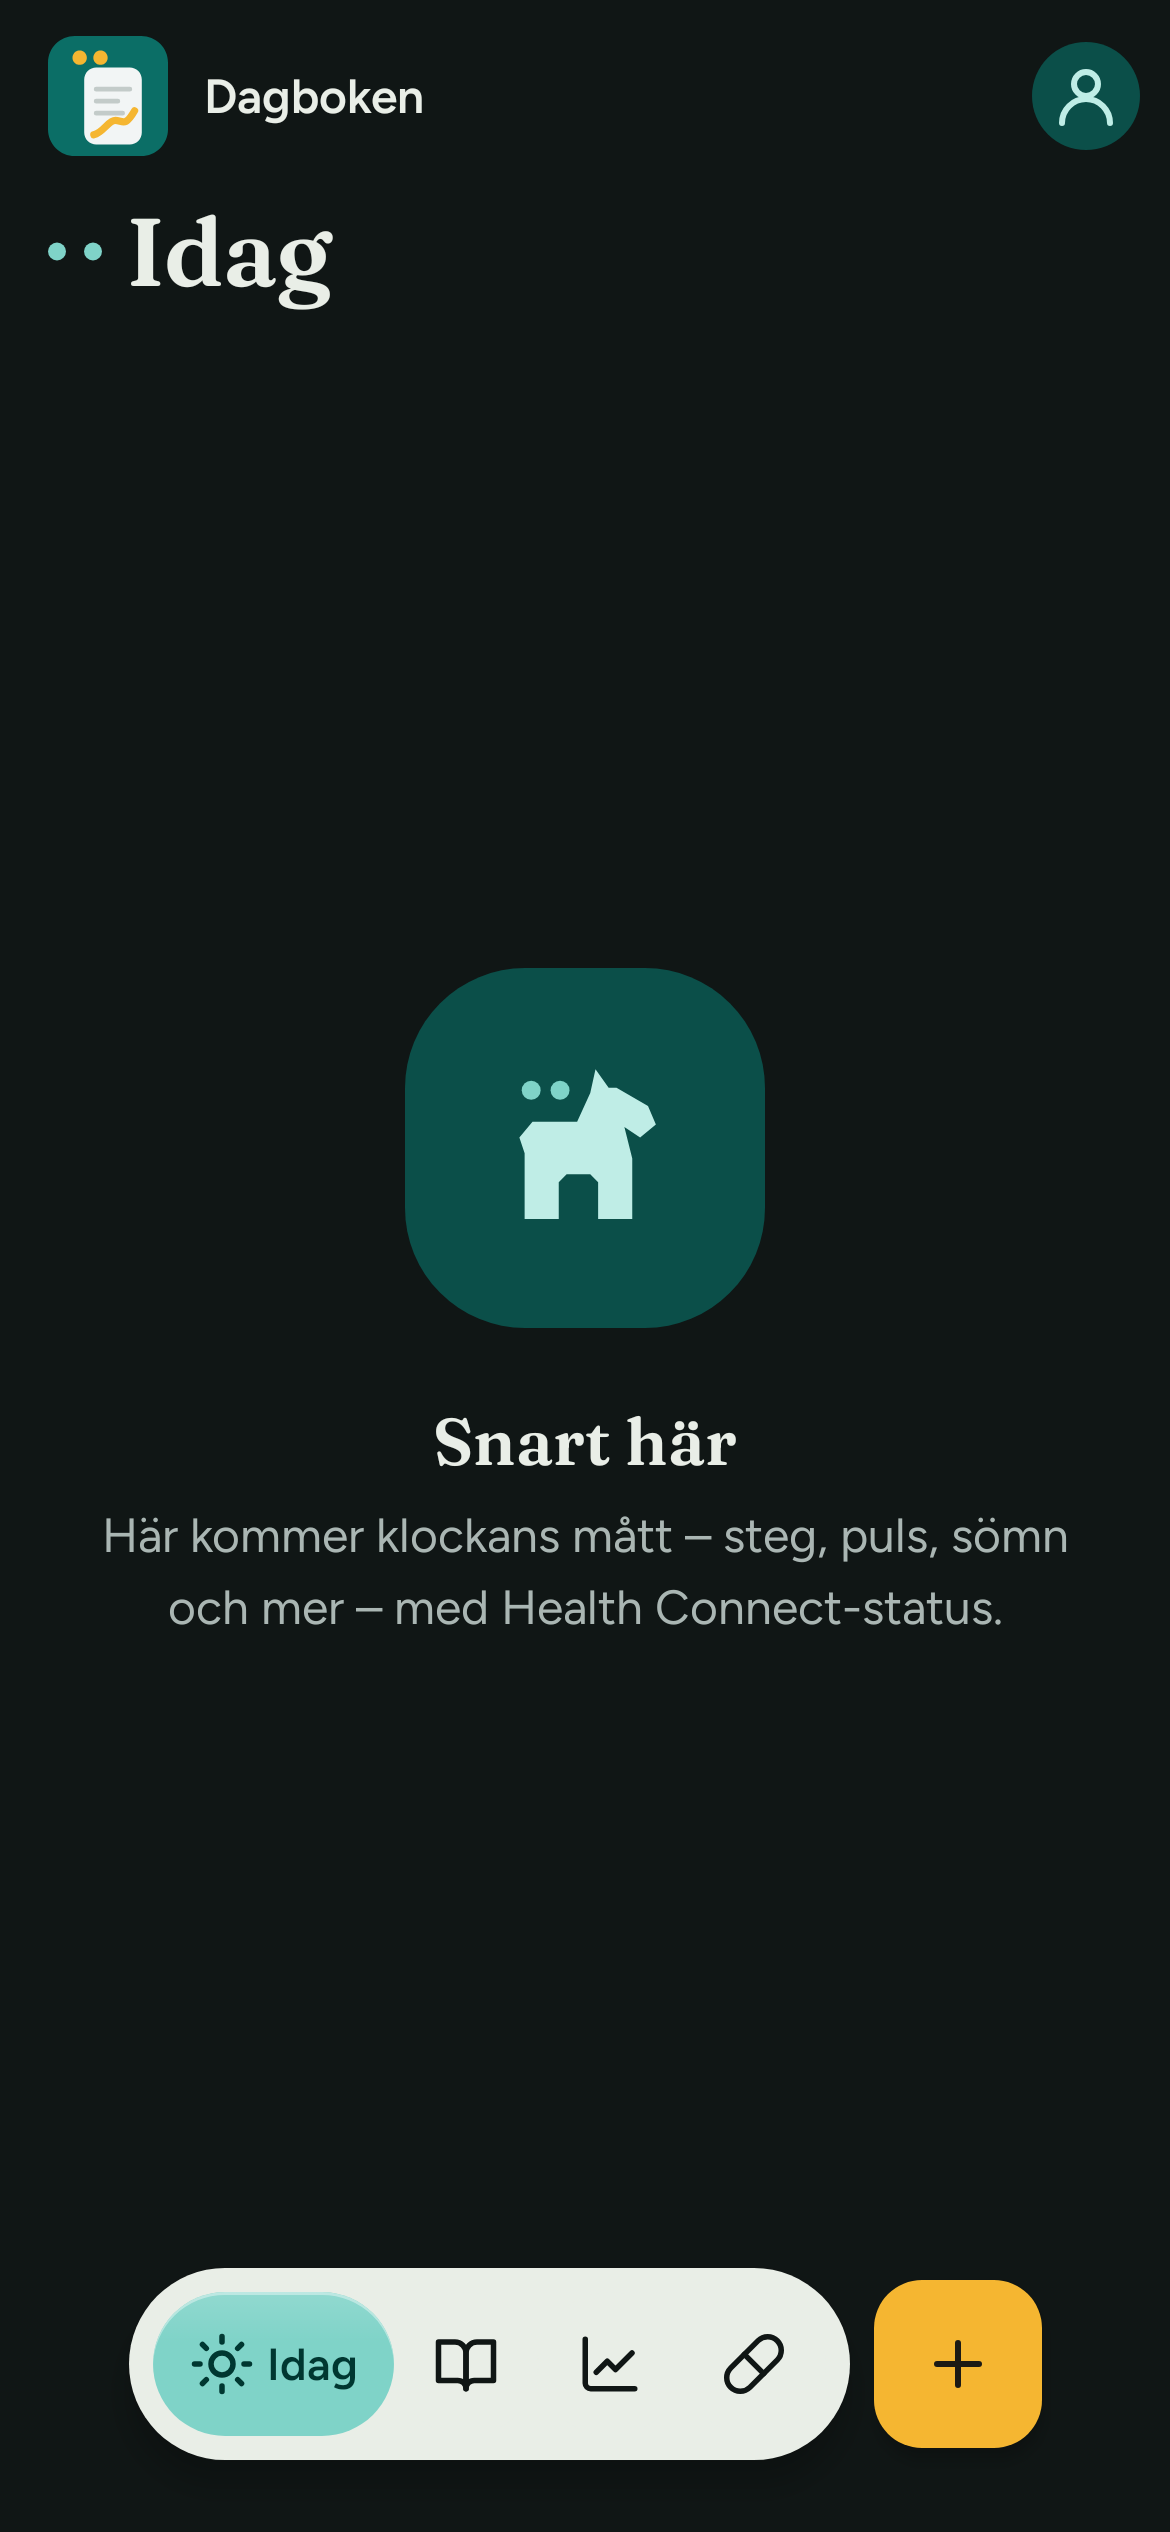 Dagboken
Idag
Snart här
Här kommer klockans mått – steg, puls, sömn
och mer – med Health Connect-status.
Idag